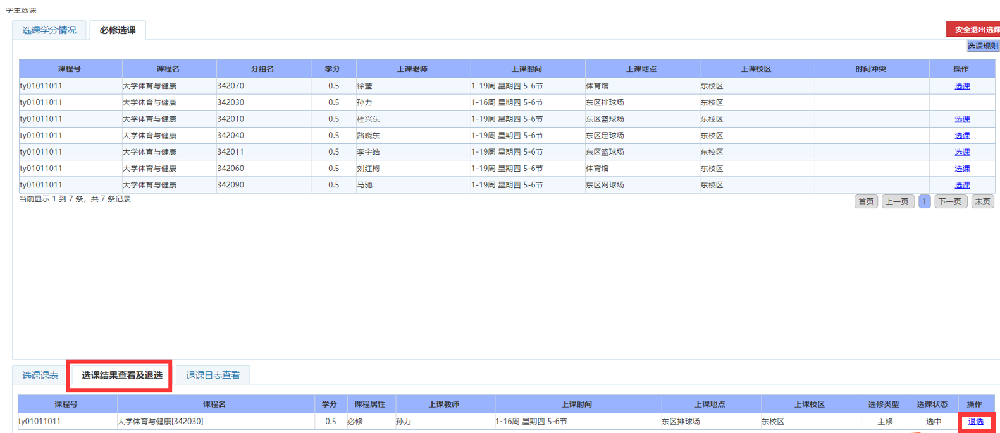 学生选课
选课学分情况 必修选课 安全退出选课
选课规则
课程号 课程名 分组名 学分 上课老师 上课时间 上课地点 上课校区 时间冲突 操作
ty01011011 大学体育与健康 342070 0.5 徐莹 1-19周 星期四 5-6节 体育馆 东校区 选课
ty01011011 大学体育与健康 342030 0.5 孙力 1-16周 星期四 5-6节 东区排球场 东校区
ty01011011 大学体育与健康 342010 0.5 杜兴东 1-19周 星期四 5-6节 东区篮球场 东校区 选课
ty01011011 大学体育与健康 342040 0.5 路晓东 1-19周 星期四 5-6节 东区足球场 东校区 选课
ty01011011 大学体育与健康 342011 0.5 李宇皓 1-19周 星期四 5-6节 东区篮球场 东校区 选课
ty01011011 大学体育与健康 342060 0.5 刘红梅 1-19周 星期四 5-6节 体育馆 东校区 选课
ty01011011 大学体育与健康 342090 0.5 马驰 1-19周 星期四 5-6节 东区网球场 东校区 选课
当前显示 1 到 7 条，共 7 条记录 首页 上一页 1 下一页 末页
选课课表 选课结果查看及退选 退课日志查看
课程号 课程名 学分 课程属性 上课教师 上课时间 上课地点 上课校区 选修类型 选课状态 操作
ty01011011 大学体育与健康[342030] 0.5 必修 孙力 1-16周 星期四 5-6节 东区排球场 东校区 主修 选中 退选